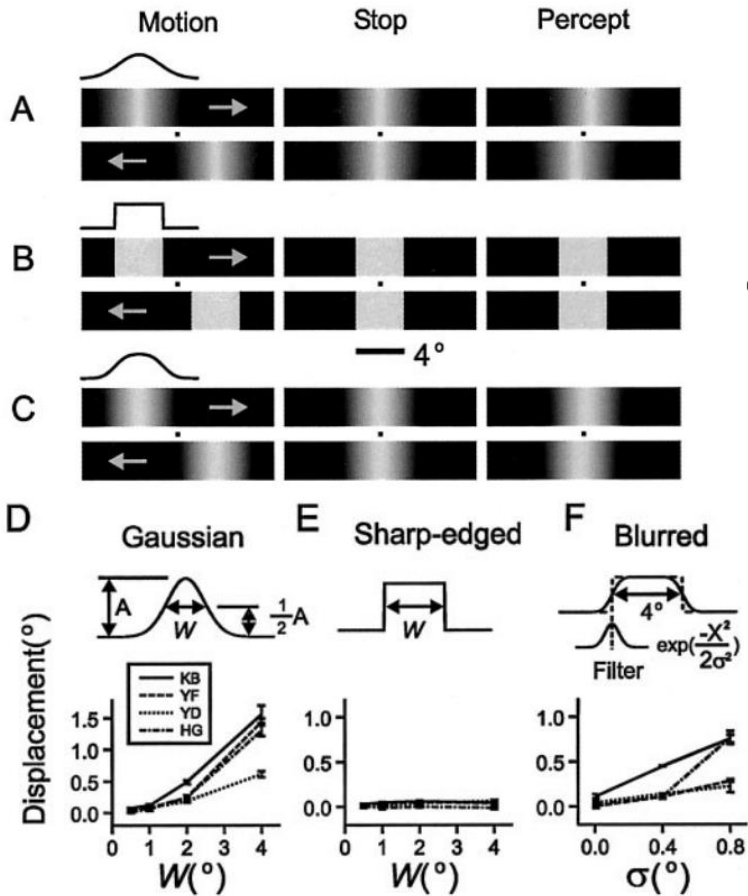 Motion Stop Percept
A
B
4°
C
D Gaussian E Sharp-edged F Blurred
A W 1/2 A
W
4°
Filter exp(-X²/2σ²)
KB
YF
YD
HG
Displacement(°)
1.5
1.0
0.5
0.0
0 1 2 3 4
W(°)
1.0
0.5
0.0
0 1 2 3 4
W(°)
1.0
0.5
0.0
0.0 0.4 0.8
σ(°)